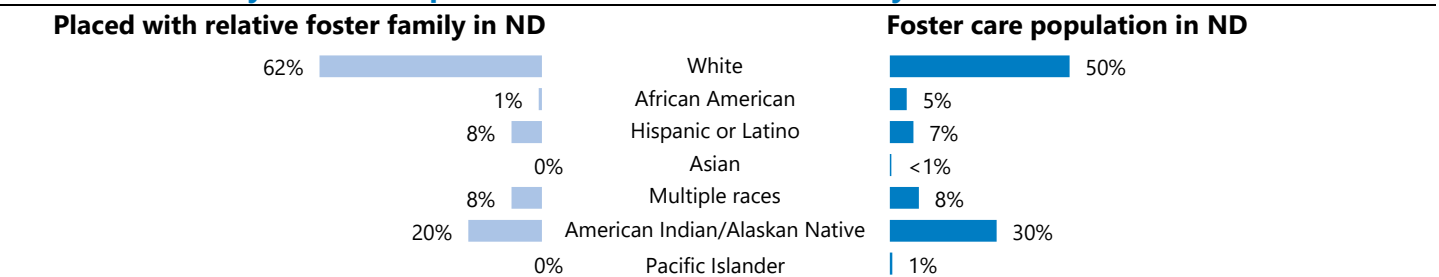 Placed with relative foster family in ND Foster care population in ND
62% White 50%
1% African American 5%
8% Hispanic or Latino 7%
0% Asian <1%
8% Multiple races 8%
20% American Indian/Alaskan Native 30%
0% Pacific Islander 1%